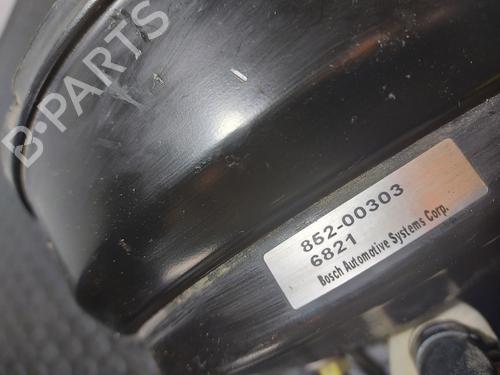 B-PARTS
852-00303
6821
Bosch Automotive Systems Corp.